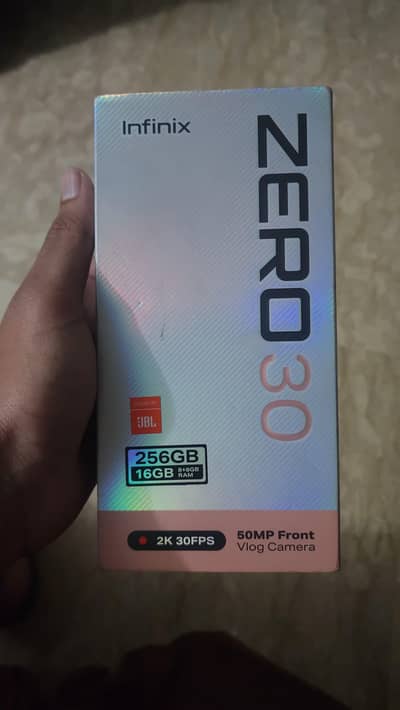 Infinix
ZERO 30
JBL
256GB
16GB 8+8GB RAM
2K 30FPS
50MP Front
Vlog Camera